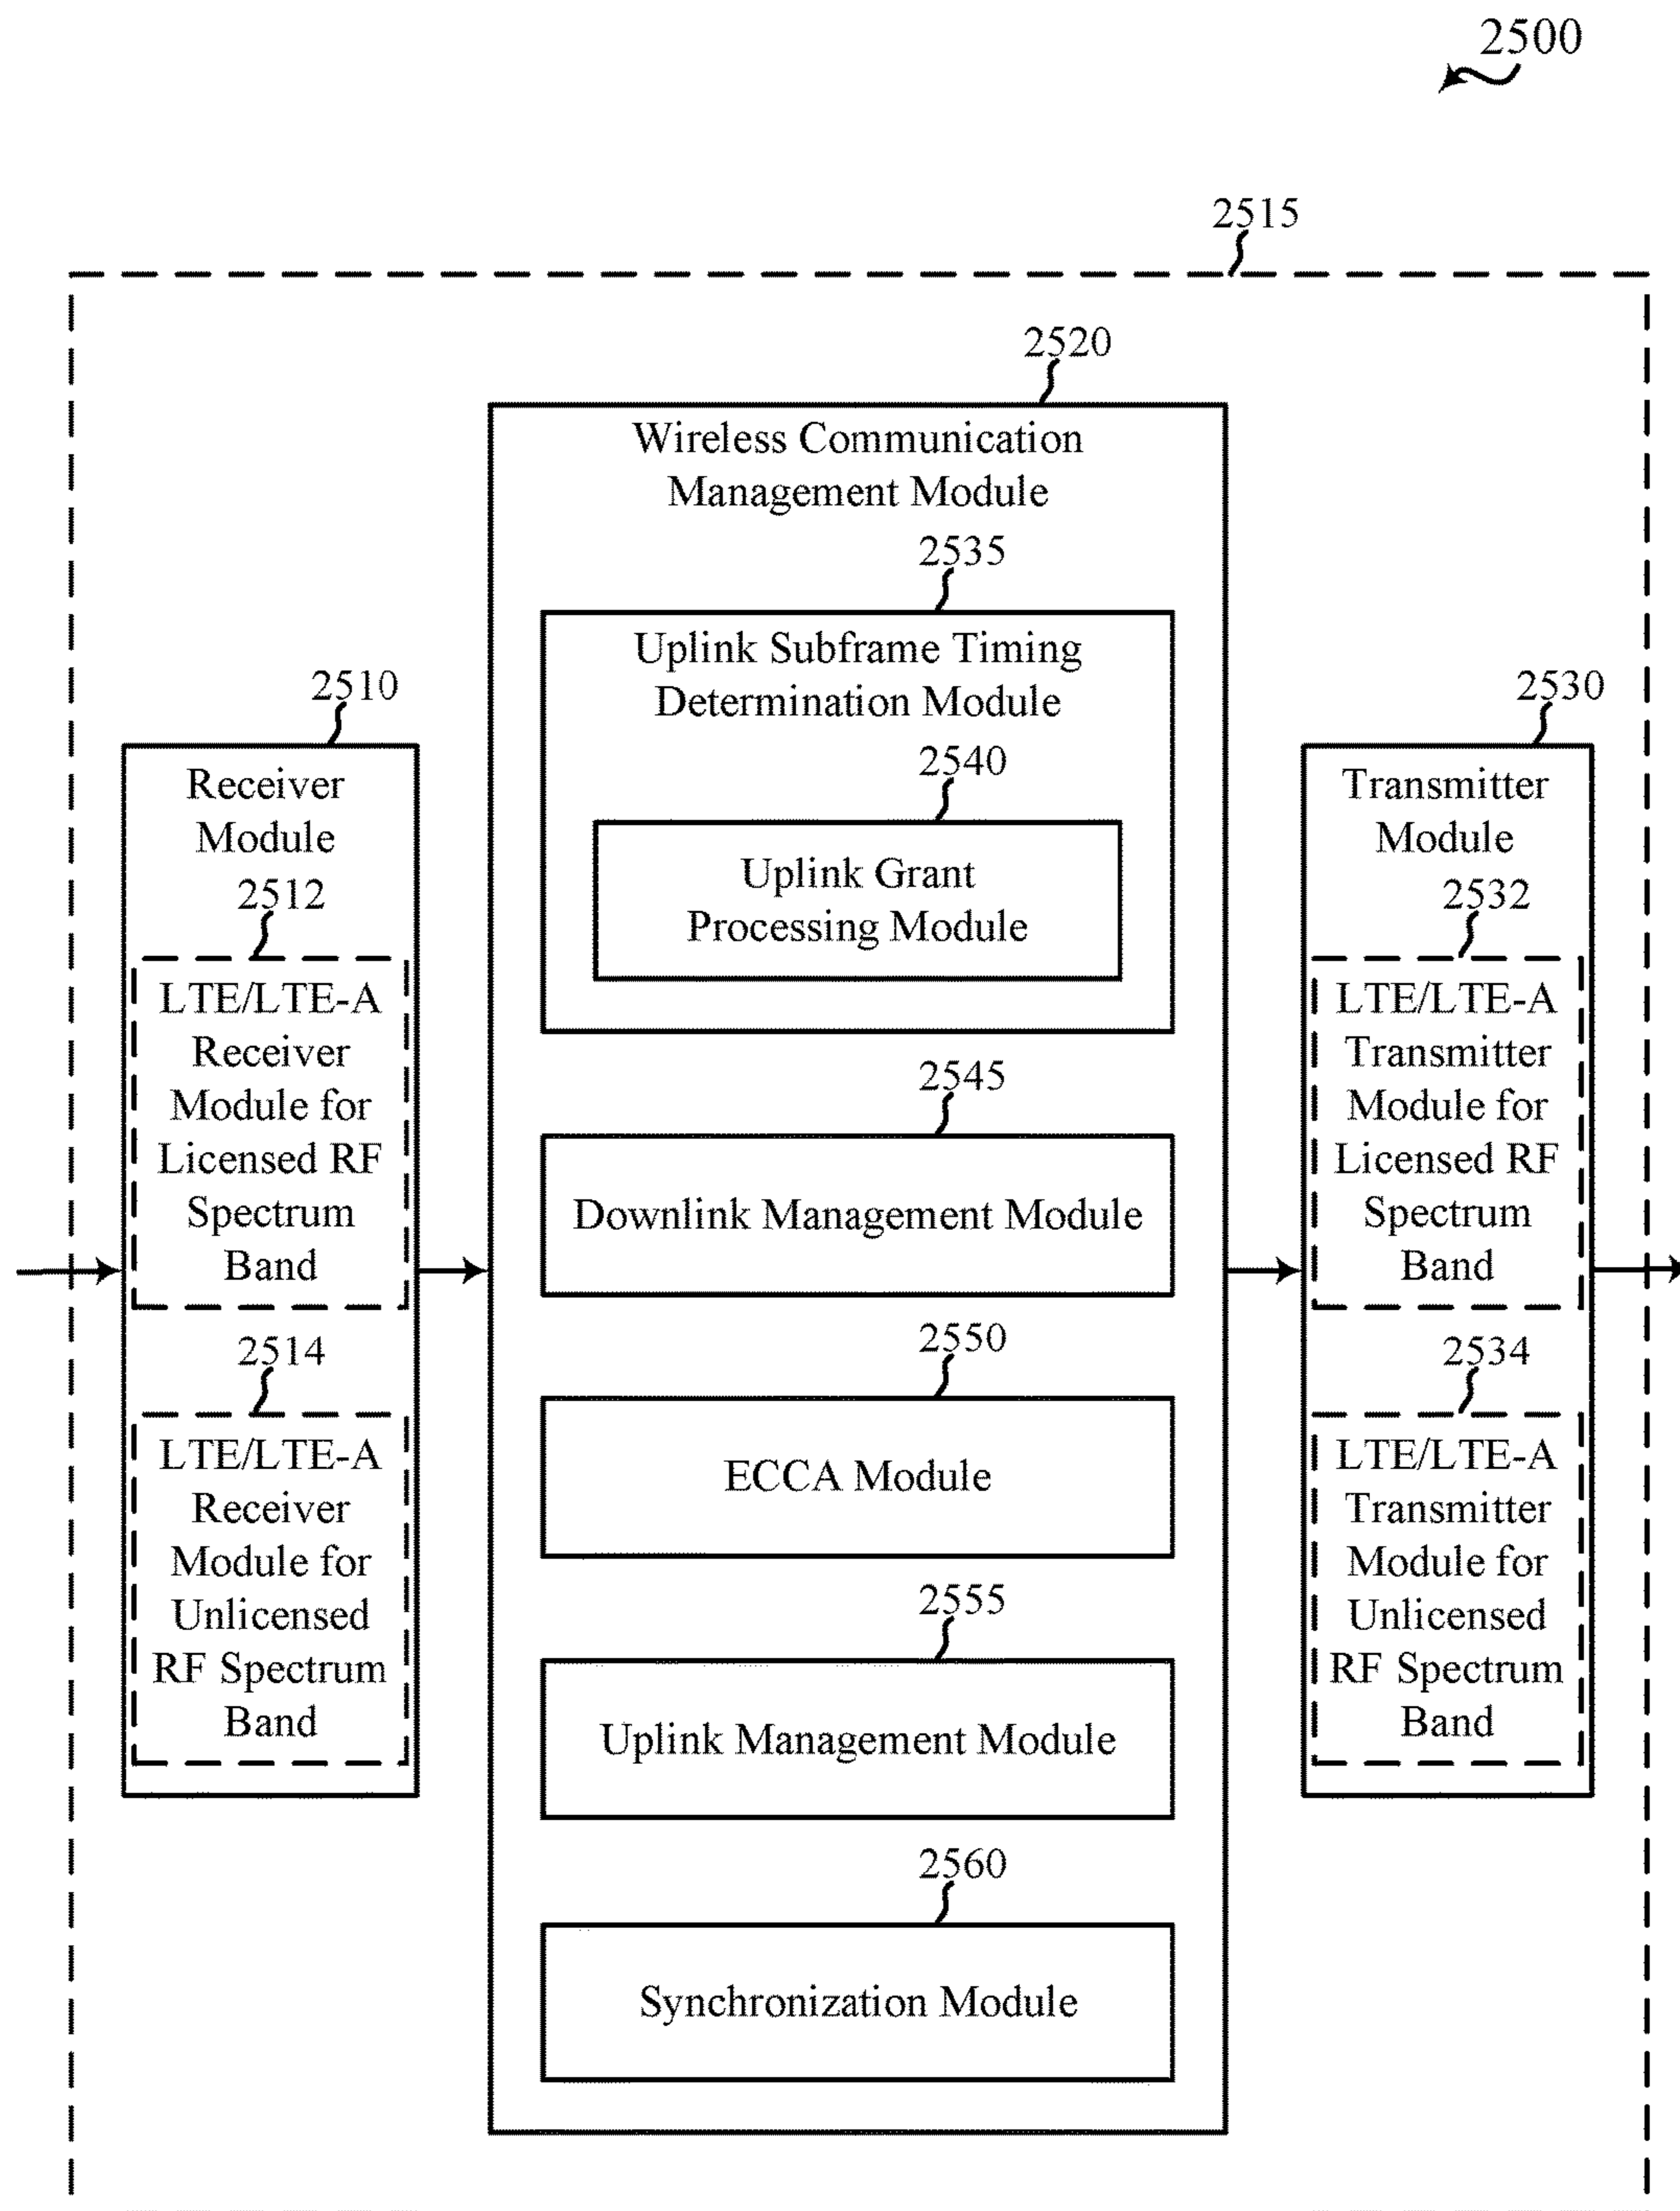 2500
2515
2520
Wireless Communication
Management Module
2535
Uplink Subframe Timing
Determination Module
2540
Uplink Grant
Processing Module
2545
Downlink Management Module
2550
ECCA Module
2555
Uplink Management Module
2560
Synchronization Module
2510
Receiver
Module
2512
LTE/LTE-A
Receiver
Module for
Licensed RF
Spectrum
Band
2514
LTE/LTE-A
Receiver
Module for
Unlicensed
RF Spectrum
Band
2530
Transmitter
Module
2532
LTE/LTE-A
Transmitter
Module for
Licensed RF
Spectrum
Band
2534
LTE/LTE-A
Transmitter
Module for
Unlicensed
RF Spectrum
Band